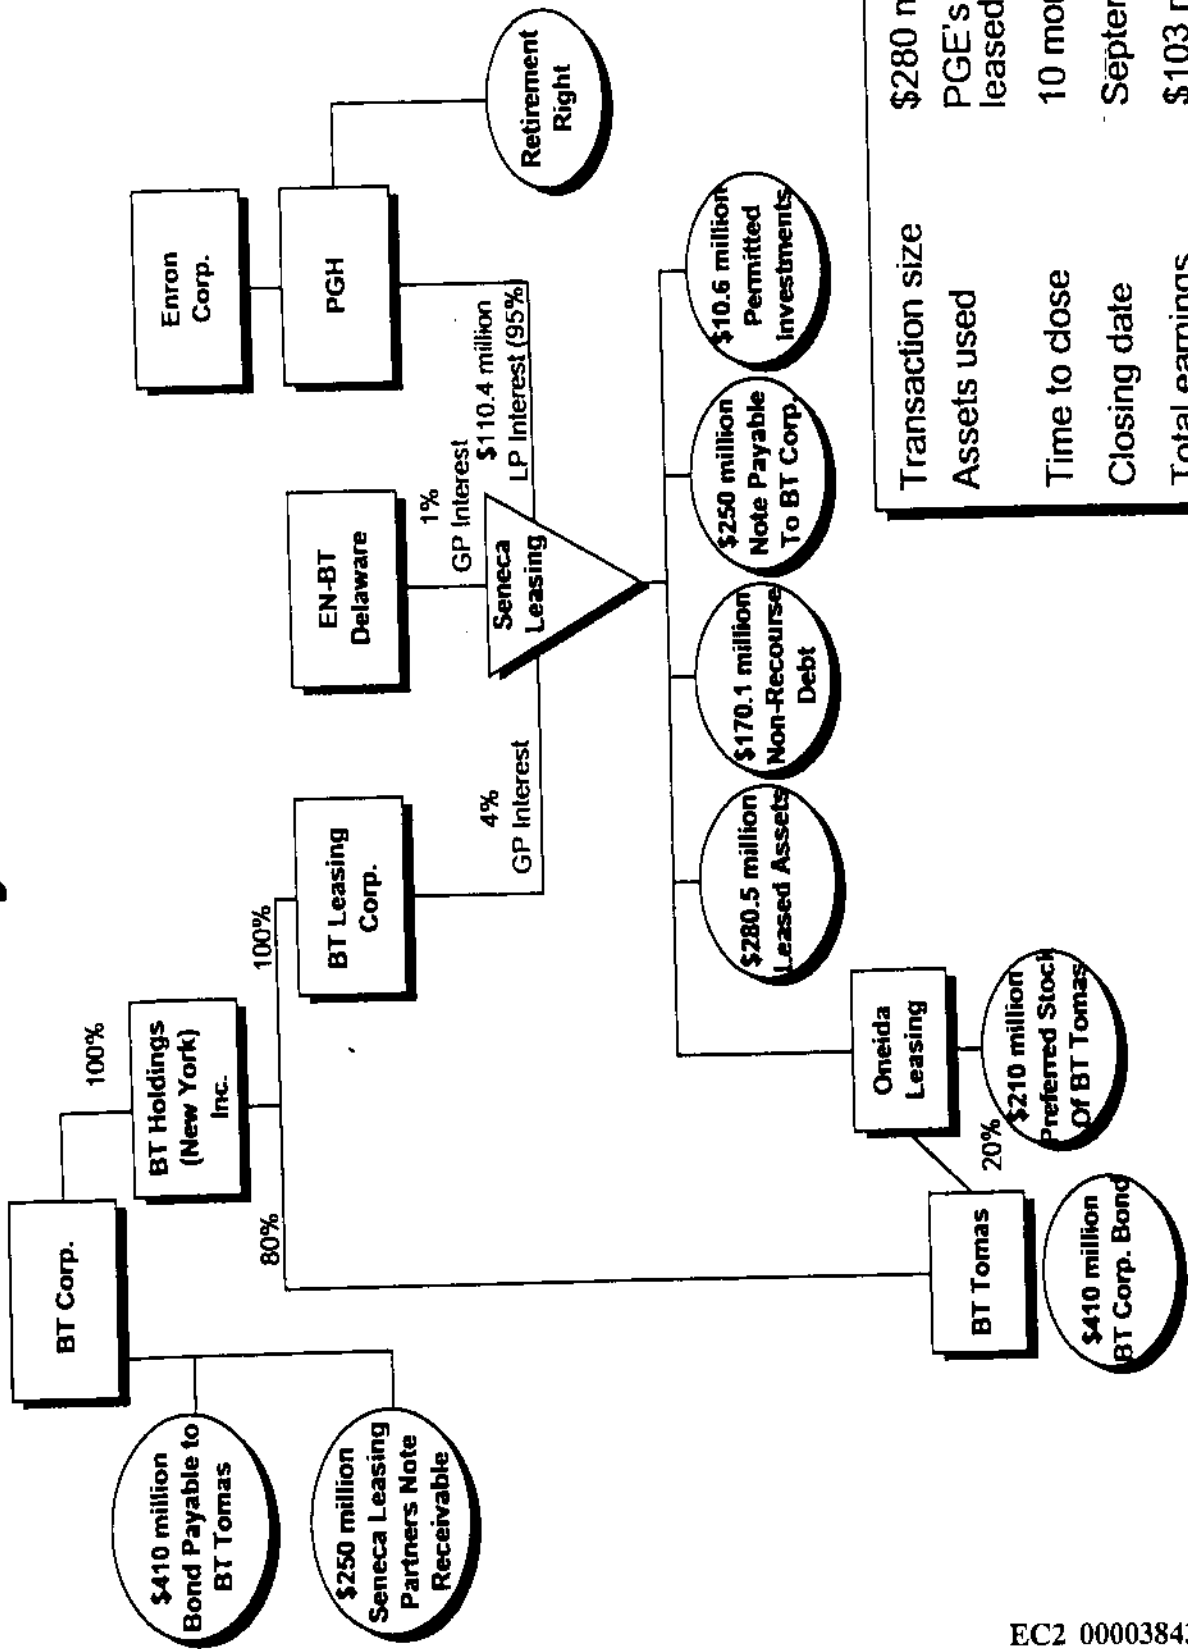 BT Corp.
$410 million
Bond Payable to
BT Tomas
$250 million
Seneca Leasing
Partners Note
Receivable
100%
BT Holdings
(New York)
Inc.
80%
100%
BT Leasing
Corp.
4%
GP Interest
EN-BT
Delaware
1%
GP Interest
Enron
Corp.
PGH
$110.4 million
LP Interest (95%)
Retirement
Right
Seneca
Leasing
$280.5 million
Leased Assets
$170.1 million
Non-Recourse
Debt
$250 million
Note Payable
To BT Corp.
$10.6 million
Permitted
Investments
Oneida
Leasing
$210 million
Preferred Stock
Of BT Tomas
20%
BT Tomas
$410 million
BT Corp. Bond
Transaction size
$280
Assets used
PGE's
leased
Time to close
10
Closing date
Total earnings
$103
EC2